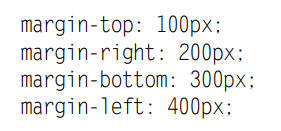 margin-top: 100px;
margin-right: 200px;
margin-bottom: 300px;
margin-left: 400px;